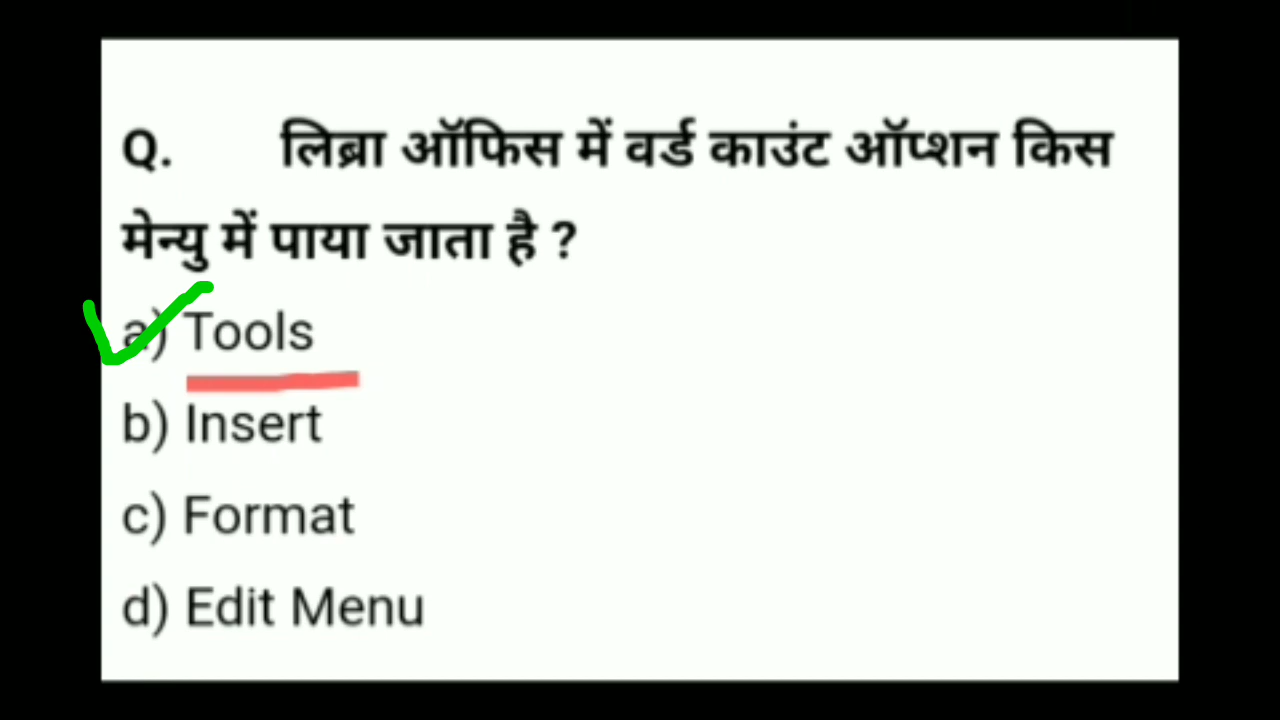 Q. लिब्रा ऑफिस में वर्ड काउंट ऑप्शन किस
मेन्यु में पाया जाता है ?
a) Tools
b) Insert
c) Format
d) Edit Menu